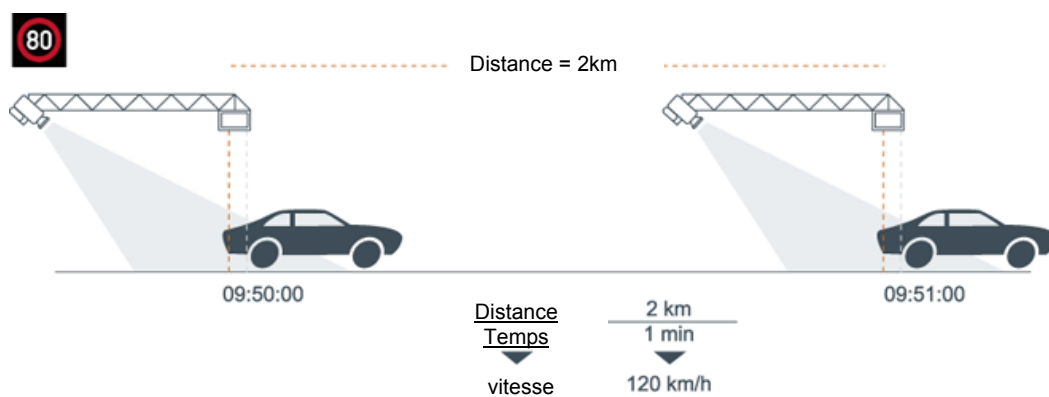 80
Distance = 2km
09:50:00
09:51:00
Distance 2 km
Temps 1 min
vitesse 120 km/h